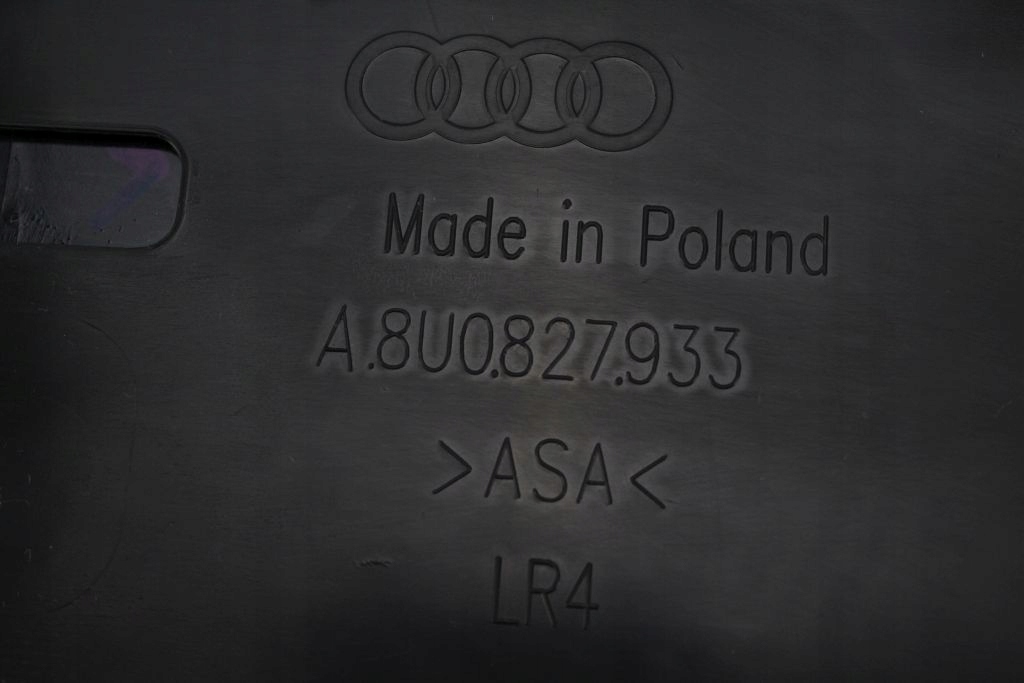 Made in Poland
A.8U0.827.933
>ASA<
LR4